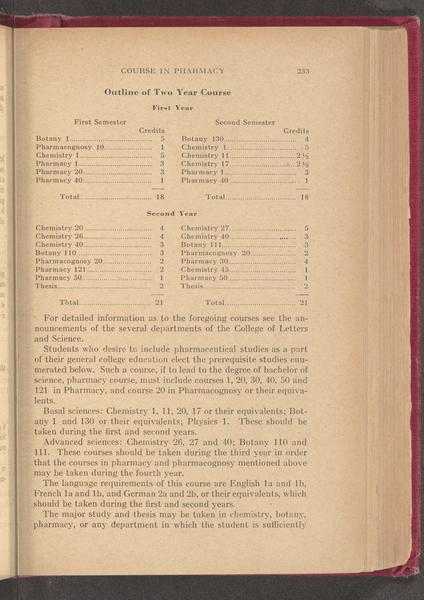 COURSE IN PHARMACY 233
Outline of Two Year Course
First Year
First Semester
Credits
Botany 1 5
Pharmacognosy 10 1
Chemistry 1 5
Pharmacy 1 3
Pharmacy 20 3
Pharmacy 40 1
Total 18
Second Semester
Credits
Botany 130 4
Chemistry 1 5
Chemistry 11 2½
Chemistry 17 2½
Pharmacy 1 3
Pharmacy 40 1
Total 18
Second Year
Chemistry 20 4
Chemistry 26 4
Chemistry 40 3
Botany 110 3
Pharmacognosy 20 2
Pharmacy 121 2
Pharmacy 50 1
Thesis 2
Total 21
Chemistry 27 5
Chemistry 40 3
Botany 111 3
Pharmacognosy 20 2
Pharmacy 30 4
Chemistry 45 1
Pharmacy 50 1
Thesis 2
Total 21
For detailed information as to the foregoing courses see the an-
nouncements of the several departments of the College of Letters
and Science.
Students who desire to include pharmaceutical studies as a part
of their general college education elect the prerequisite studies enu-
merated below. Such a course, if to lead to the degree of bachelor of
science, pharmacy course, must include courses 1, 20, 30, 40, 50 and
121 in Pharmacy, and course 20 in Pharmacognosy or their equiva-
lents.
Basal sciences: Chemistry 1, 11, 20, 17 or their equivalents; Bot-
any 1 and 130 or their equivalents; Physics 1. These should be
taken during the first and second years.
Advanced sciences: Chemistry 26, 27 and 40; Botany 110 and
111. These courses should be taken during the third year in order
that the courses in pharmacy and pharmacognosy mentioned above
may be taken during the fourth year.
The language requirements of this course are English 1a and 1b,
French 1a and 1b, and German 2a and 2b, or their equivalents, which
should be taken during the first and second years.
The major study and thesis may be taken in chemistry, botany,
pharmacy, or any department in which the student is sufficiently